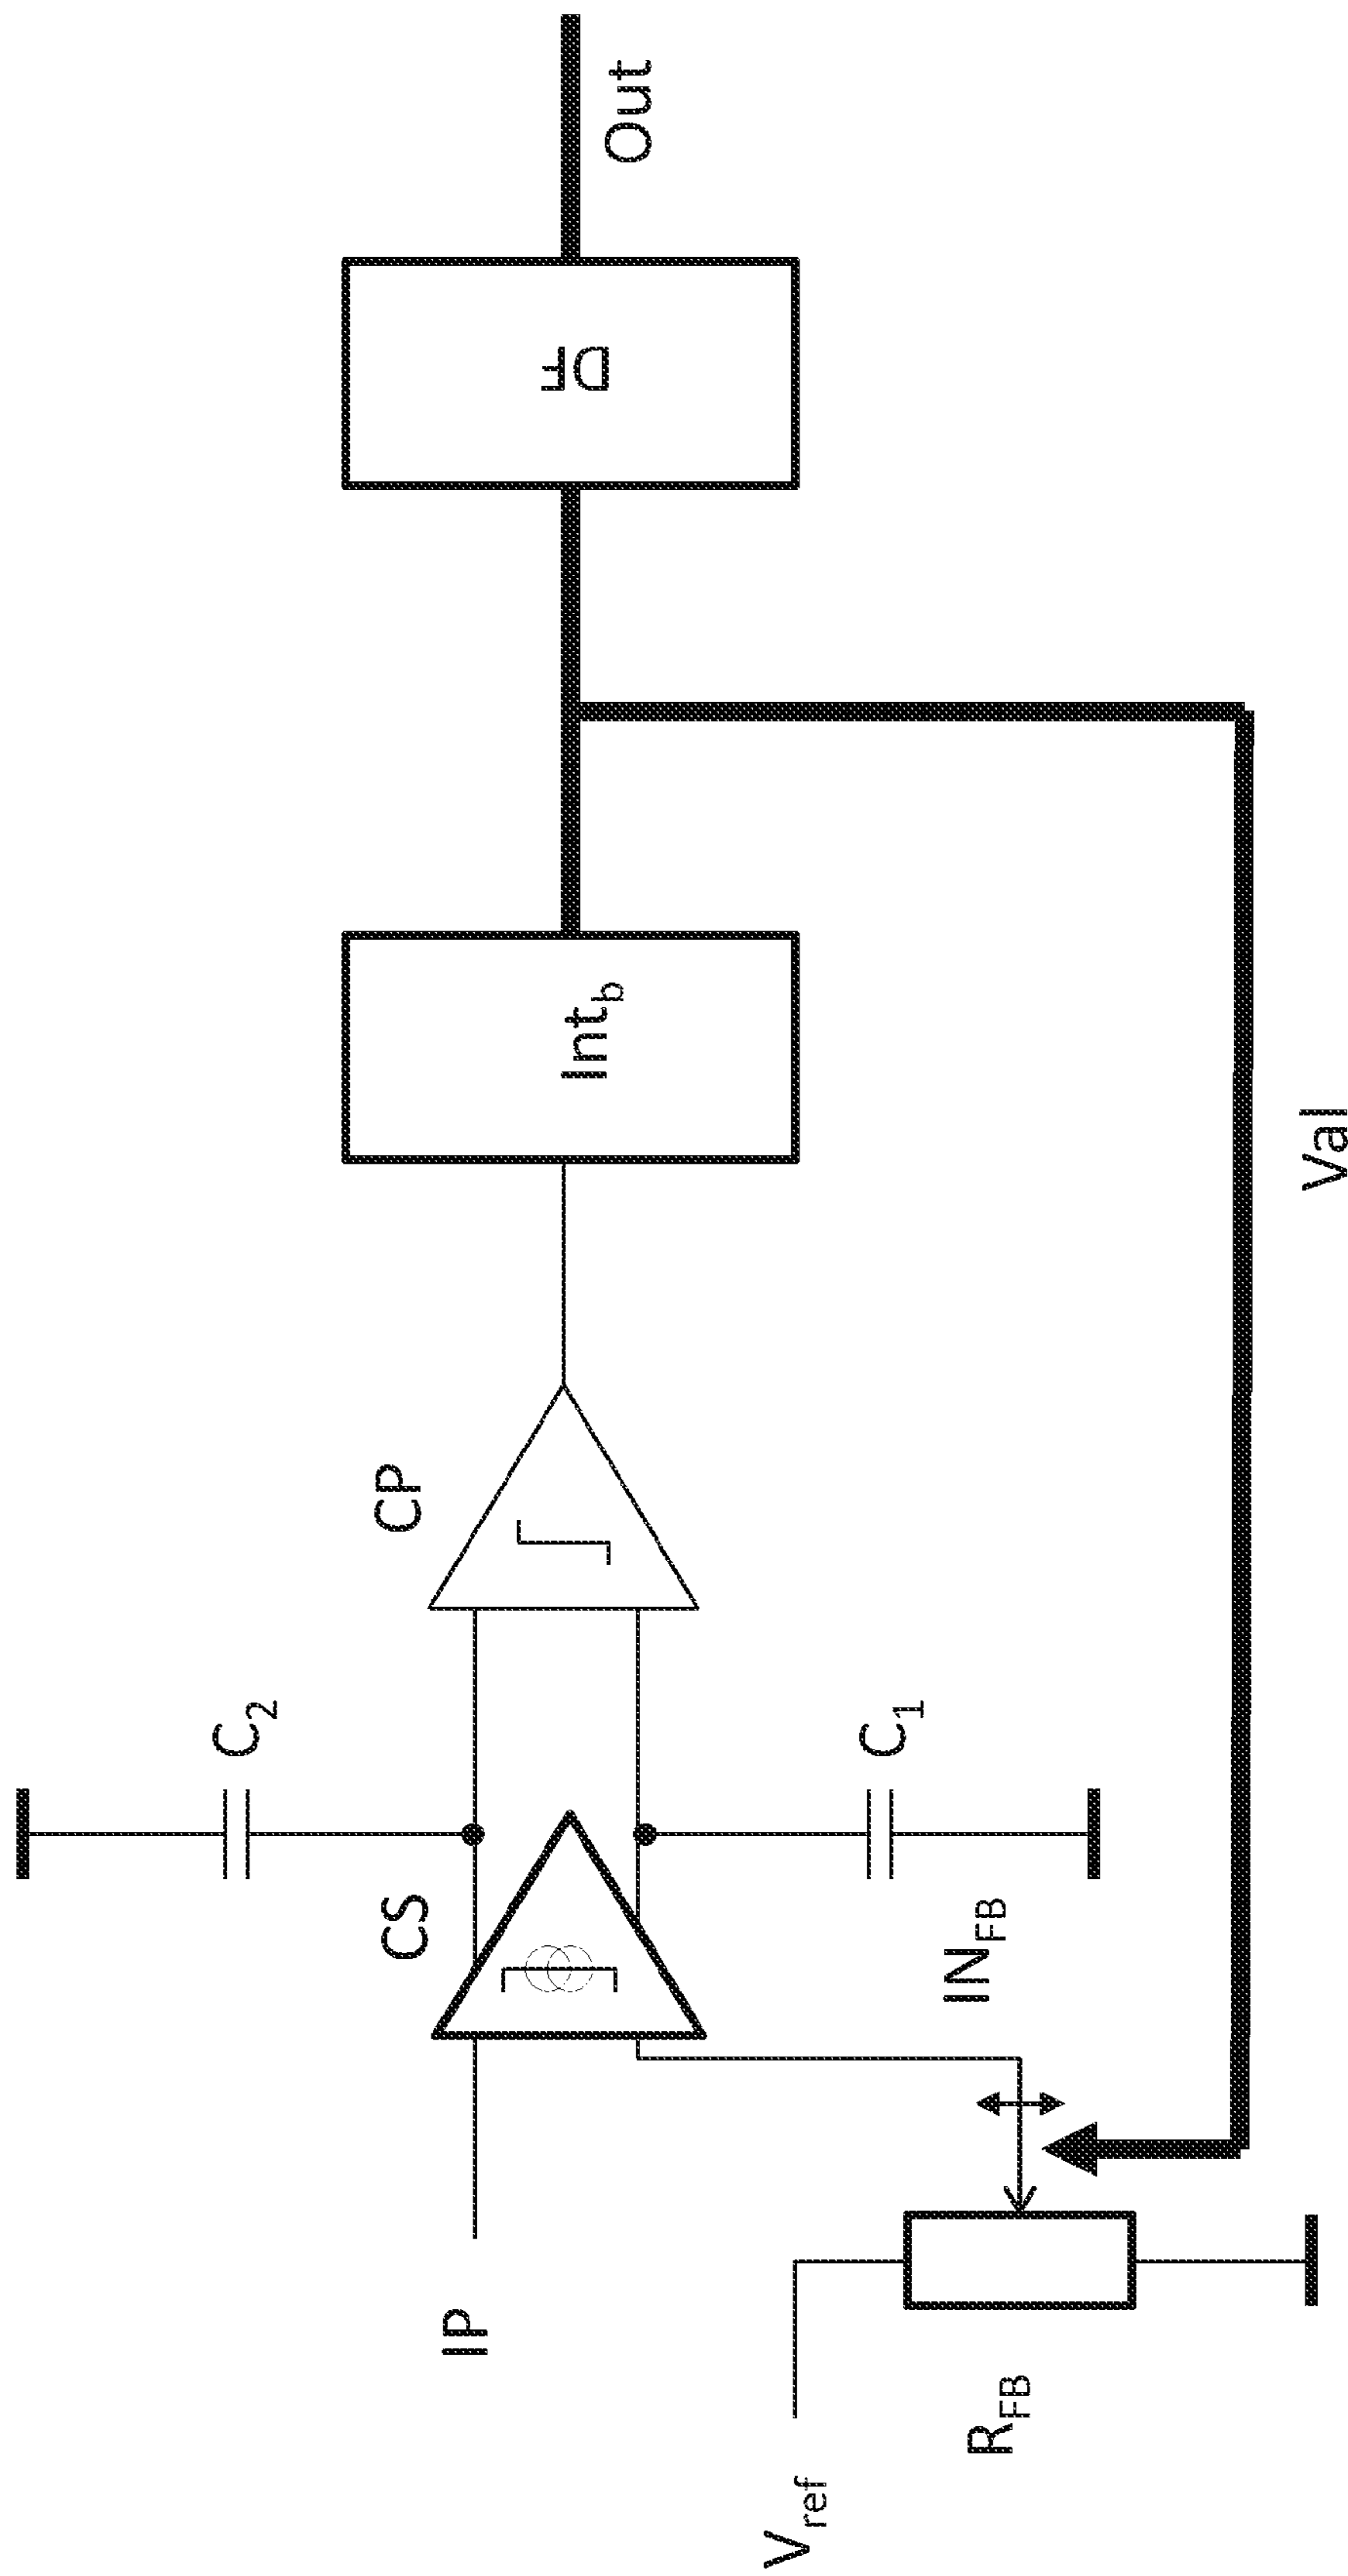 Out
DF
Int_b
Val
CP
C_2
C_1
CS
IN_FB
IP
R_FB
V_ref